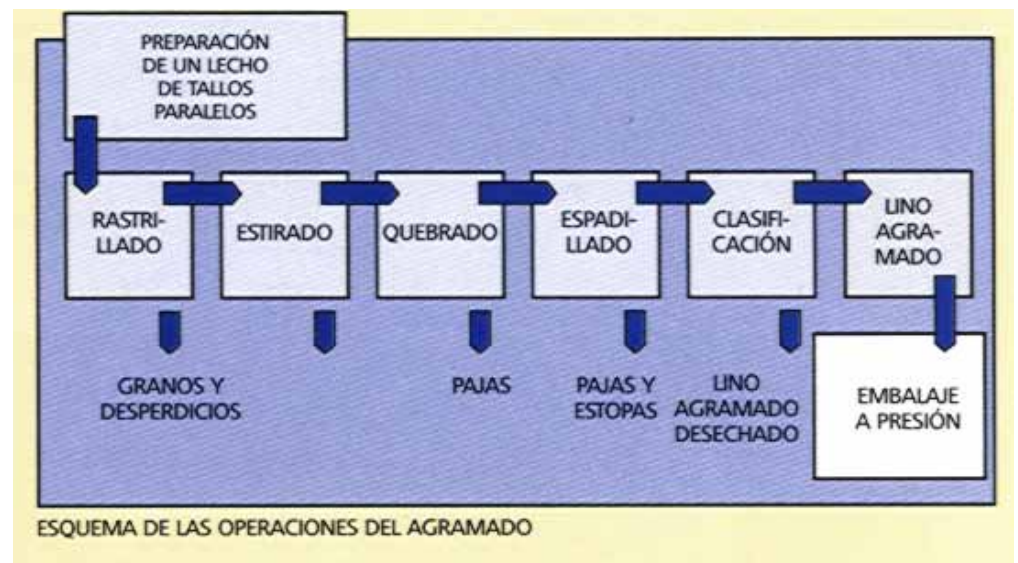 PREPARACIÓN
DE UN LECHO
DE TALLOS
PARALELOS
RASTRI-
LLADO
ESTIRADO
QUEBRADO
ESPADI-
LLADO
CLASIFI-
CACIÓN
LINO
AGRA-
MADO
GRANOS Y
DESPERDICIOS
PAJAS
PAJAS Y
ESTOPAS
LINO
AGRAMADO
DESECHADO
EMBALAJE
A PRESIÓN
ESQUEMA DE LAS OPERACIONES DEL AGRAMADO